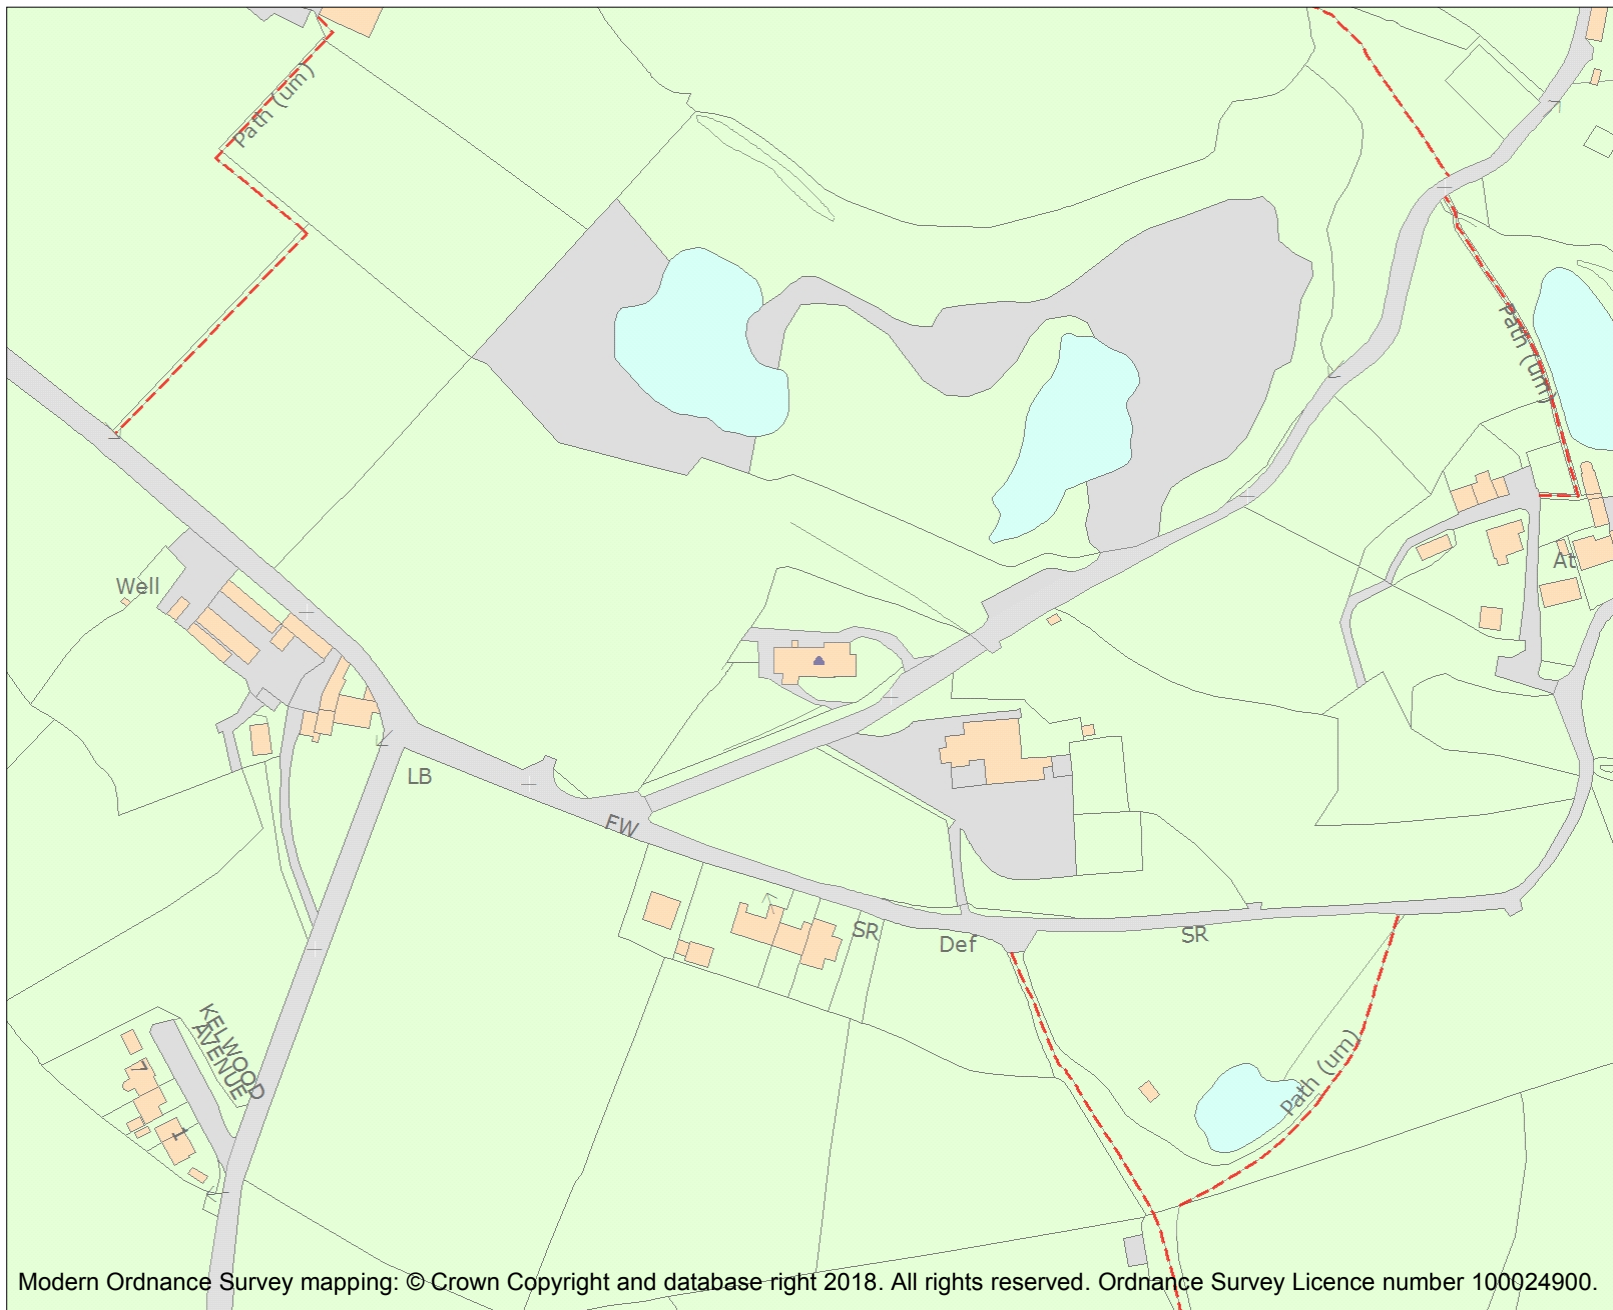 Path (um)
Path (um)
Well
At
LB
FW
SR
Def
SR
KELWOOD
AVENUE
7
1
Path (um)
Modern Ordnance Survey mapping: © Crown Copyright and database right 2018. All rights reserved. Ordnance Survey Licence number 100024900.